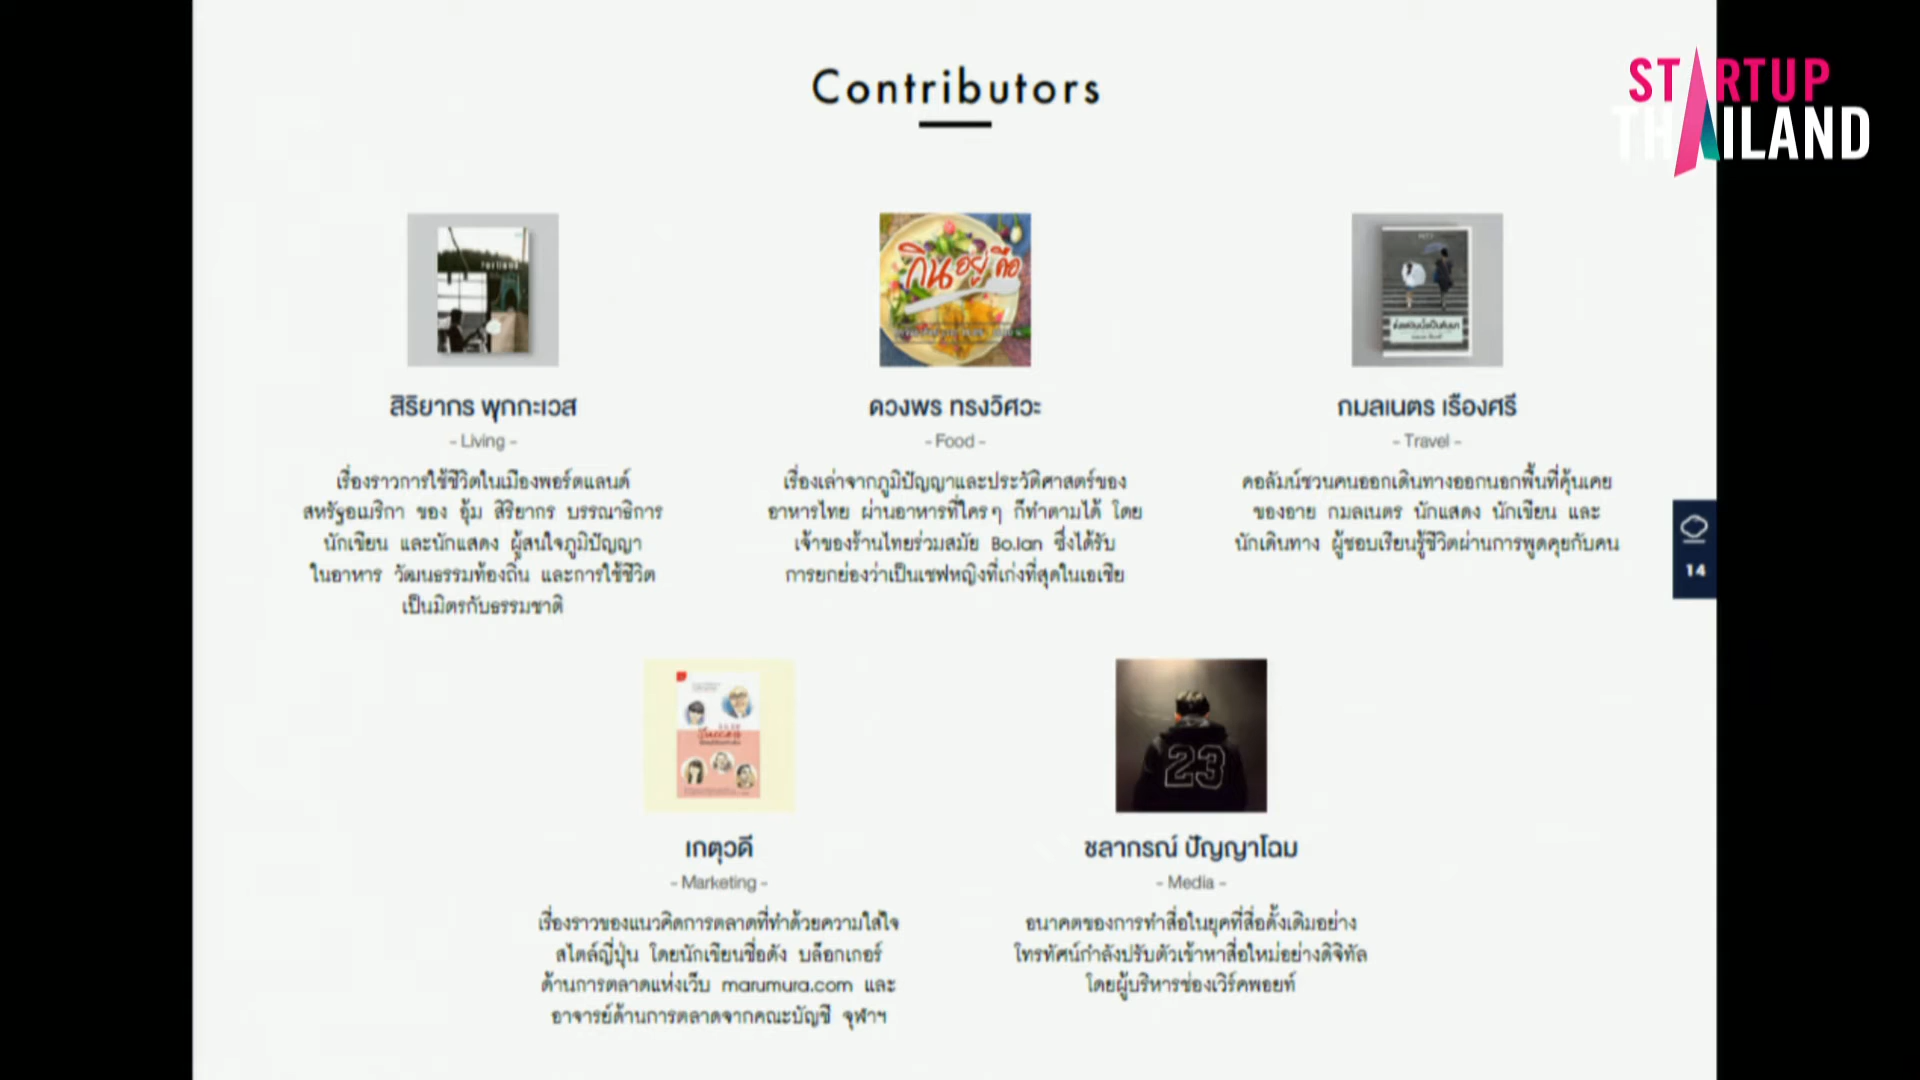 Contributors
STARTUP
THAILAND
Portland
กิน อยู่ คือ
สิริยากร พุกกะเวส
- Living -
เรื่องราวการใช้ชีวิตในเมืองพอร์ตแลนด์
สหรัฐอเมริกา ของ อุ้ม สิริยากร บรรณาธิการ
นักเขียน และนักแสดง ผู้สนใจภูมิปัญญา
ในอาหาร วัฒนธรรมท้องถิ่น และการใช้ชีวิต
เป็นมิตรกับธรรมชาติ
ดวงพร ทรงวิศวะ
- Food -
เรื่องเล่าจากภูมิปัญญาและประวัติศาสตร์ของ
อาหารไทย ผ่านอาหารที่ใครๆ ก็ทำตามได้ โดย
เจ้าของร้านไทยร่วมสมัย Bo.lan ซึ่งได้รับ
การยกย่องว่าเป็นเชฟหญิงที่เก่งที่สุดในเอเชีย
กมลเนตร เรืองศรี
- Travel -
คอลัมน์ชวนคนออกเดินทางออกนอกพื้นที่คุ้นเคย
ของอาย กมลเนตร นักแสดง นักเขียน และ
นักเดินทาง ผู้ชอบเรียนรู้ชีวิตผ่านการพูดคุยกับคน
14
23
เกตุวดี
- Marketing -
เรื่องราวของแนวคิดการตลาดที่ทำด้วยความใส่ใจ
สไตล์ญี่ปุ่น โดยนักเขียนชื่อดัง บล็อกเกอร์
ด้านการตลาดแห่งเว็บ marumura.com และ
อาจารย์ด้านการตลาดจากคณะบัญชี จุฬาฯ
ชลากรณ์ ปัญญาโฉม
- Media -
อนาคตของการทำสื่อในยุคที่สื่อดั้งเดิมอย่าง
โทรทัศน์กำลังปรับตัวเข้าหาสื่อใหม่อย่างดิจิทัล
โดยผู้บริหารช่องเวิร์คพอยท์